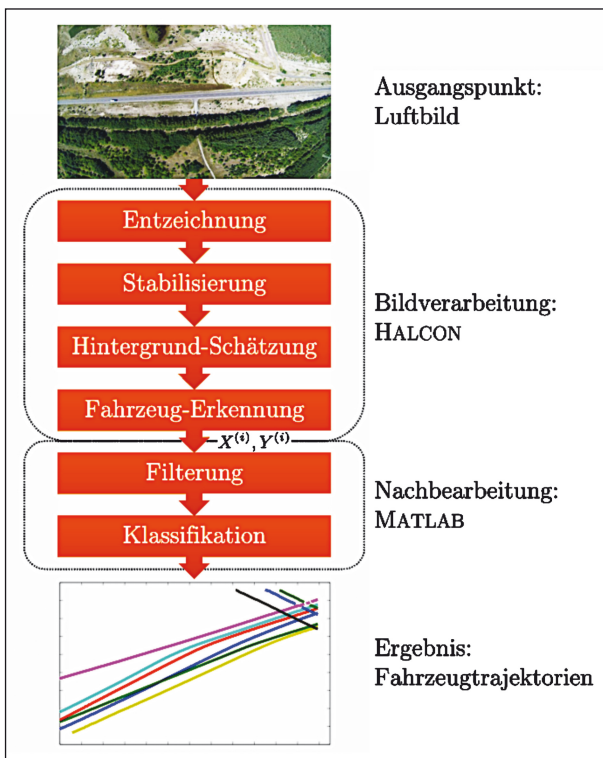 Ausgangspunkt:
Luftbild
Entzeichnung
Stabilisierung
Hintergrund-Schätzung
Fahrzeug-Erkennung
Bildverarbeitung:
HALCON
X^(i), Y^(i)
Filterung
Klassifikation
Nachbearbeitung:
MATLAB
Ergebnis:
Fahrzeugtrajektorien